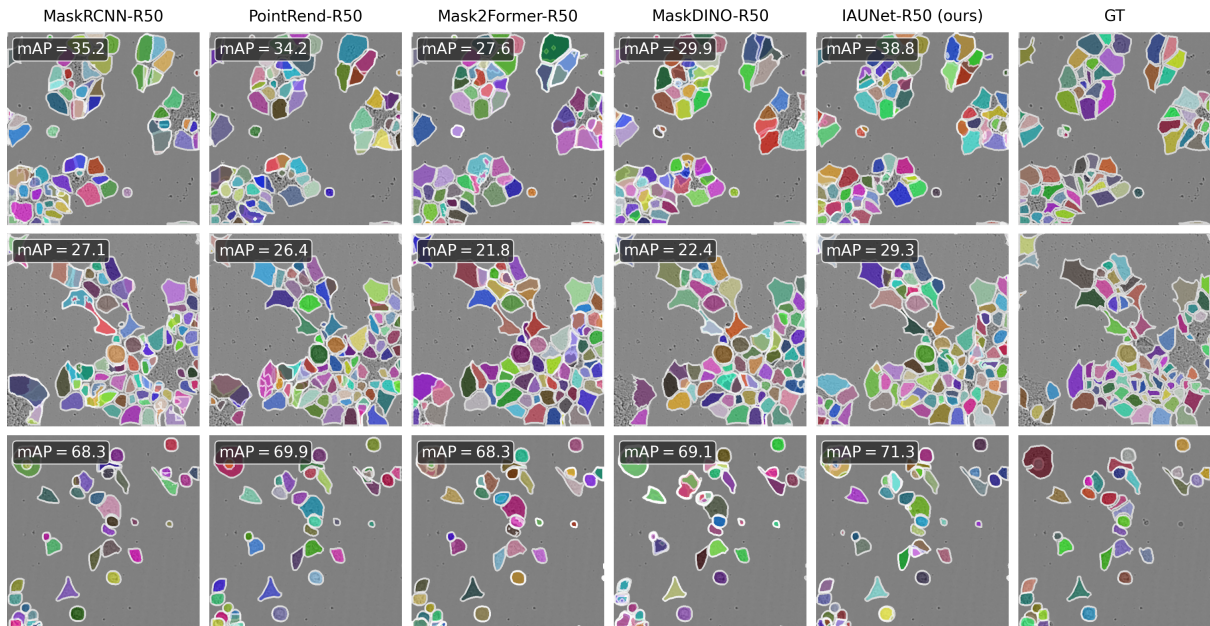 MaskRCNN-R50 PointRend-R50 Mask2Former-R50 MaskDINO-R50 IAUNet-R50 (ours) GT
mAP = 35.2 mAP = 34.2 mAP = 27.6 mAP = 29.9 mAP = 38.8
mAP = 27.1 mAP = 26.4 mAP = 21.8 mAP = 22.4 mAP = 29.3
mAP = 68.3 mAP = 69.9 mAP = 68.3 mAP = 69.1 mAP = 71.3